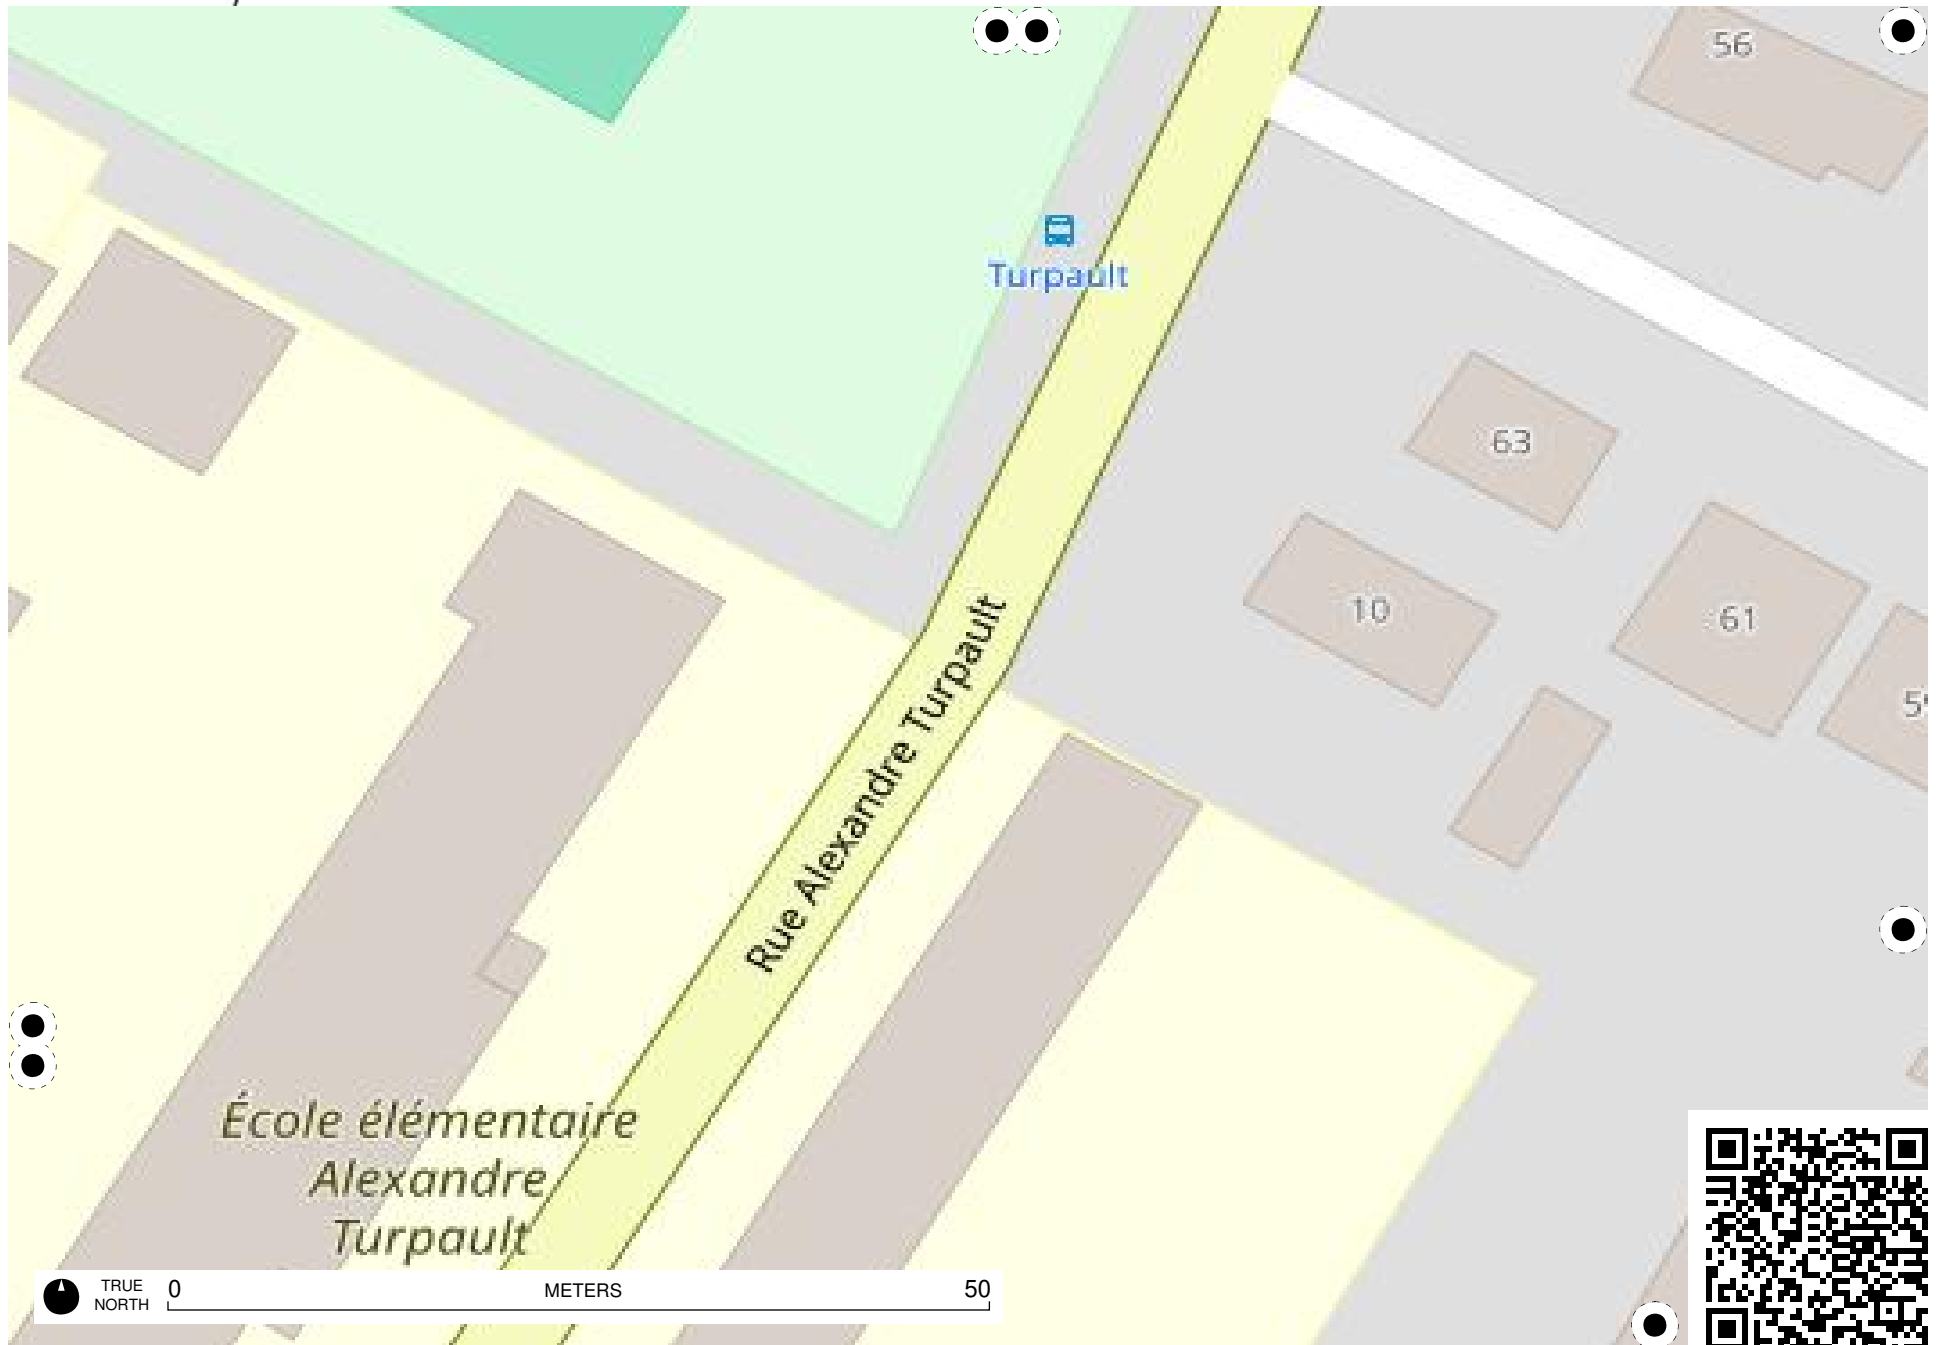 56
Turpault
63
10
61
Rue Alexandre Turpault
École élémentaire
Alexandre
Turpault
TRUE
NORTH
0
METERS
50